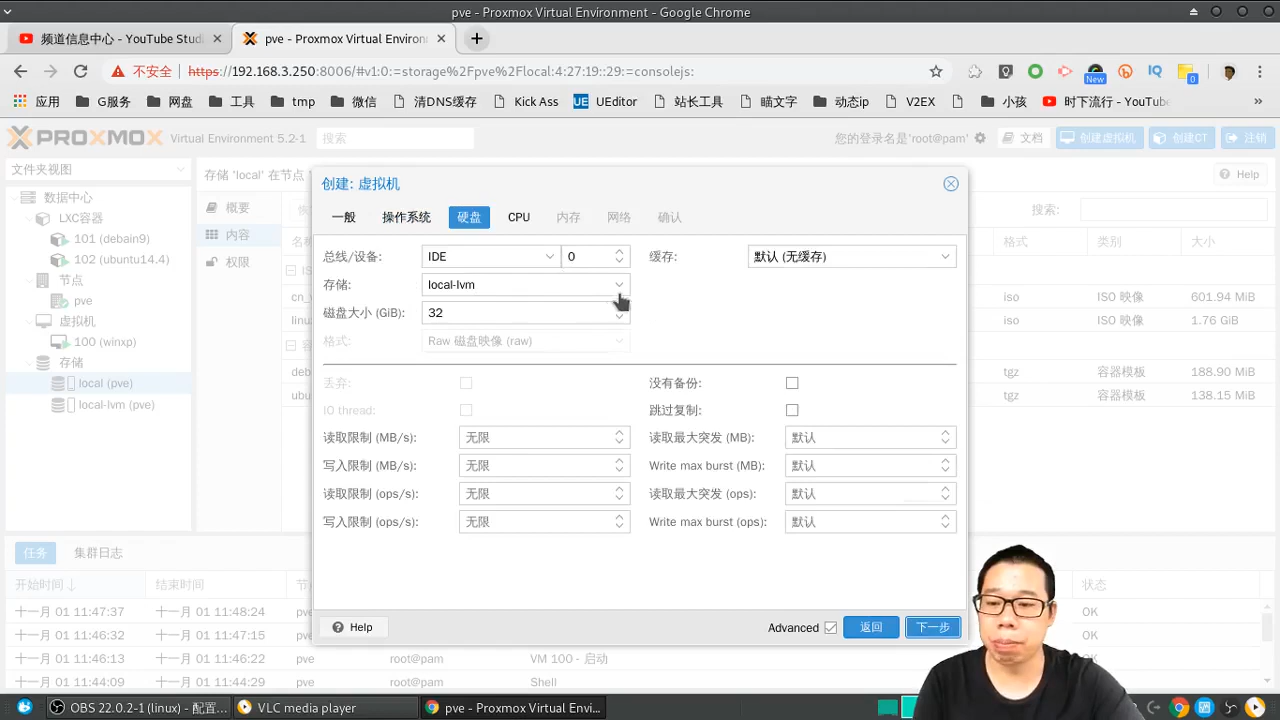 pve - Proxmox Virtual Environment - Google Chrome
频道信息中心 - YouTube Stud
pve - Proxmox Virtual Environ
不安全
https://192.168.3.250:8006/#v1:0:=storage%2Fpve%2Flocal:4:27:19::29:=consolejs:
New
IQ
0
应用 G服务 网盘 工具 tmp 微信 清DNS缓存 Kick Ass UE UEditor 站长工具 瞄文字 动态ip V2EX 小孩 时下流行 - YouTube »
PROXMOX Virtual Environment 5.2-1 搜索 您的登录名是'root@pam' 文档 创建虚拟机 创建CT 注销
文件夹视图
存储 'local' 在节点
Help
数据中心
LXC容器
101 (debain9)
102 (ubuntu14.4)
节点
pve
虚拟机
100 (winxp)
存储
local (pve)
local-lvm (pve)
概要
内容
权限
搜索:
格式 类别 大小
iso ISO 映像 601.94 MiB
iso ISO 映像 1.76 GiB
tgz 容器模板 188.90 MiB
tgz 容器模板 138.15 MiB
创建: 虚拟机
一般 操作系统 硬盘 CPU 内存 网络 确认
总线/设备: IDE 0 缓存: 默认 (无缓存)
存储: local-lvm
磁盘大小 (GiB): 32
格式: Raw 磁盘映像 (raw)
丢弃: 没有备份:
IO thread: 跳过复制:
读取限制 (MB/s): 无限 读取最大突发 (MB): 默认
写入限制 (MB/s): 无限 Write max burst (MB): 默认
读取限制 (ops/s): 无限 读取最大突发 (ops): 默认
写入限制 (ops/s): 无限 Write max burst (ops): 默认
Help Advanced 返回 下一步
任务 集群日志
开始时间 结束时间 状态
十一月 01 11:47:37 十一月 01 11:48:24 pve OK
十一月 01 11:46:32 十一月 01 11:47:15 pve OK
十一月 01 11:46:13 十一月 01 11:46:22 pve root@pam VM 100 - 启动
十一月 01 11:44:09 十一月 01 11:44:29 pve root@pam Shell
OBS 22.0.2-1 (linux) - 配置... VLC media player pve - Proxmox Virtual Envi...